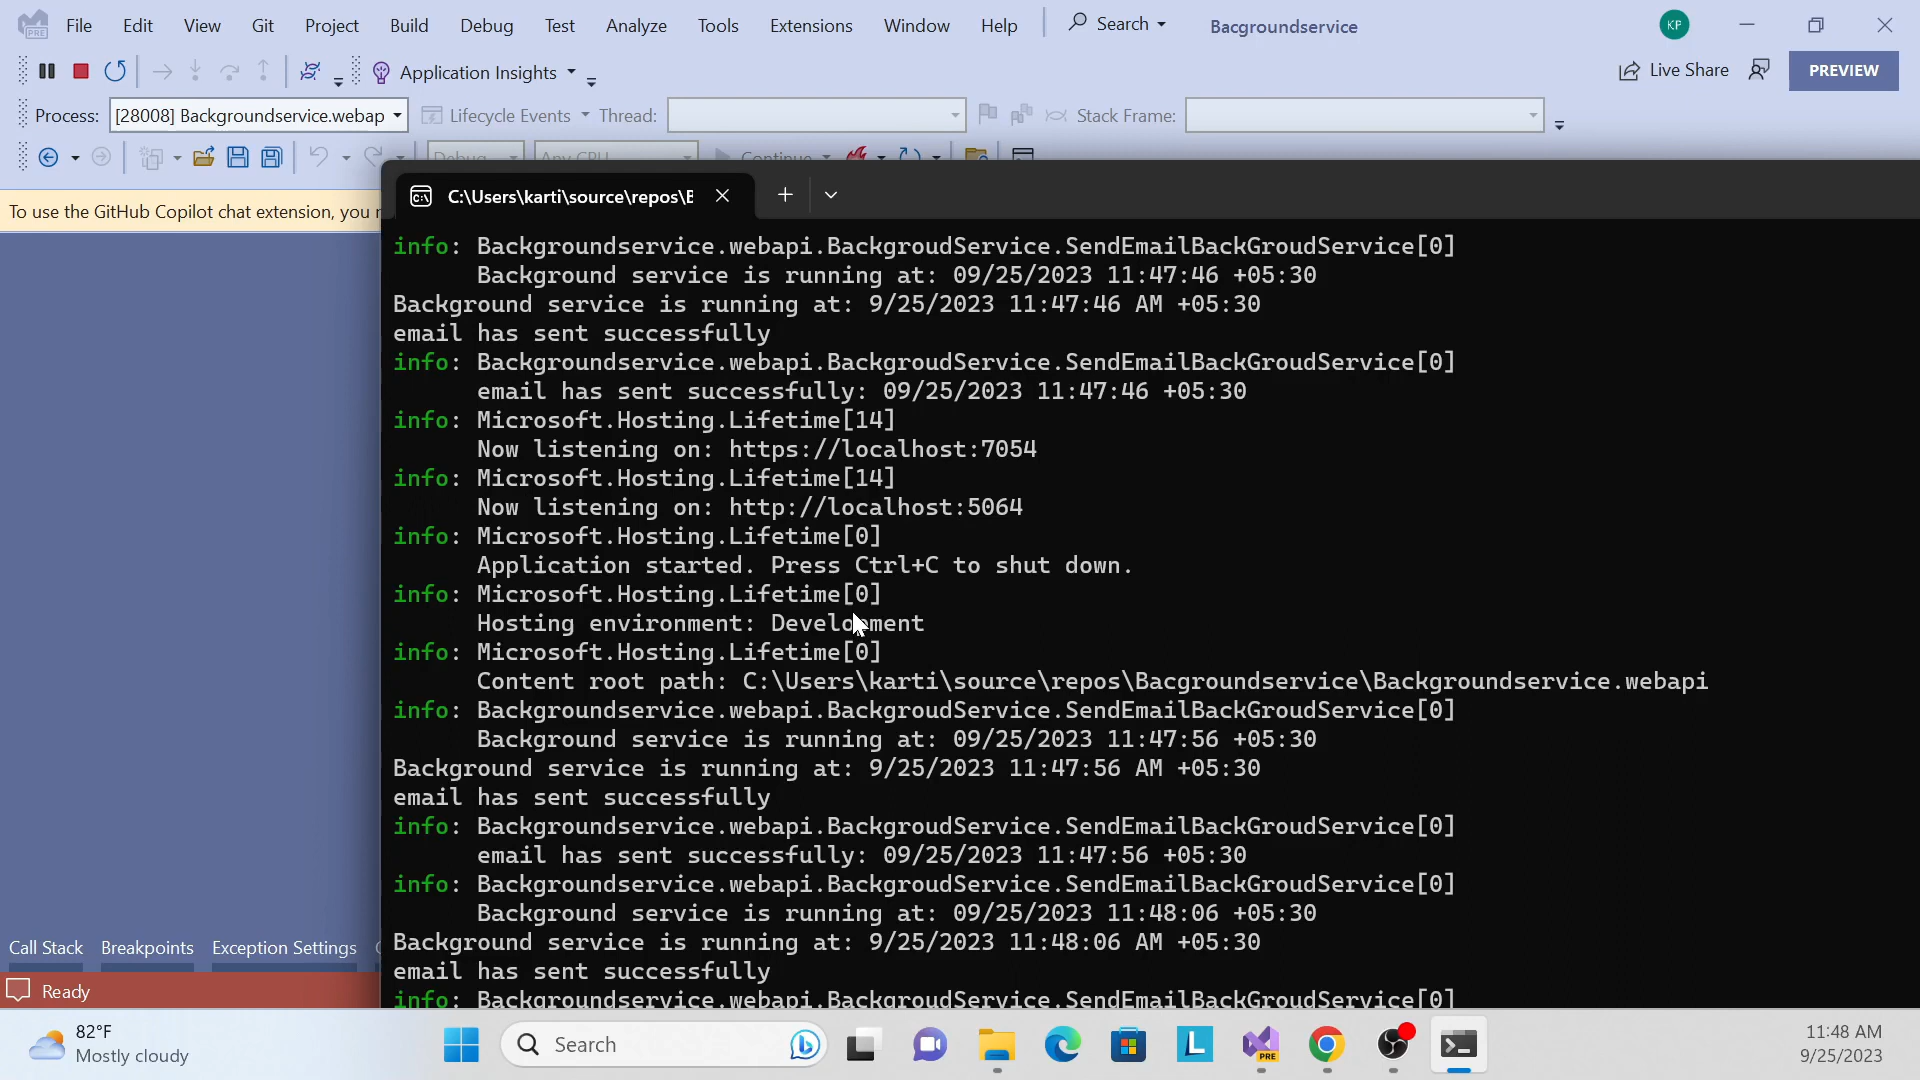 File Edit View Git Project Build Debug Test Analyze Tools Extensions Window Help Search Bacgroundservice KP
Application Insights Live Share PREVIEW
Process: [28008] Backgroundservice.webap Lifecycle Events Thread: Stack Frame:
Debug Any CPU Continue
To use the GitHub Copilot chat extension, you
C:\Users\karti\source\repos\B
info: Backgroundservice.webapi.BackgroudService.SendEmailBackGroudService[0]
Background service is running at: 09/25/2023 11:47:46 +05:30
Background service is running at: 9/25/2023 11:47:46 AM +05:30
email has sent successfully
info: Backgroundservice.webapi.BackgroudService.SendEmailBackGroudService[0]
email has sent successfully: 09/25/2023 11:47:46 +05:30
info: Microsoft.Hosting.Lifetime[14]
Now listening on: https://localhost:7054
info: Microsoft.Hosting.Lifetime[14]
Now listening on: http://localhost:5064
info: Microsoft.Hosting.Lifetime[0]
Application started. Press Ctrl+C to shut down.
info: Microsoft.Hosting.Lifetime[0]
Hosting environment: Development
info: Microsoft.Hosting.Lifetime[0]
Content root path: C:\Users\karti\source\repos\Bacgroundservice\Backgroundservice.webapi
info: Backgroundservice.webapi.BackgroudService.SendEmailBackGroudService[0]
Background service is running at: 09/25/2023 11:47:56 +05:30
Background service is running at: 9/25/2023 11:47:56 AM +05:30
email has sent successfully
info: Backgroundservice.webapi.BackgroudService.SendEmailBackGroudService[0]
email has sent successfully: 09/25/2023 11:47:56 +05:30
info: Backgroundservice.webapi.BackgroudService.SendEmailBackGroudService[0]
Background service is running at: 09/25/2023 11:48:06 +05:30
Background service is running at: 9/25/2023 11:48:06 AM +05:30
email has sent successfully
info: Backgroundservice.webapi.BackgroudService.SendEmailBackGroudService[0]
Call Stack Breakpoints Exception Settings
Ready
82°F
Mostly cloudy
Search
11:48 AM
9/25/2023